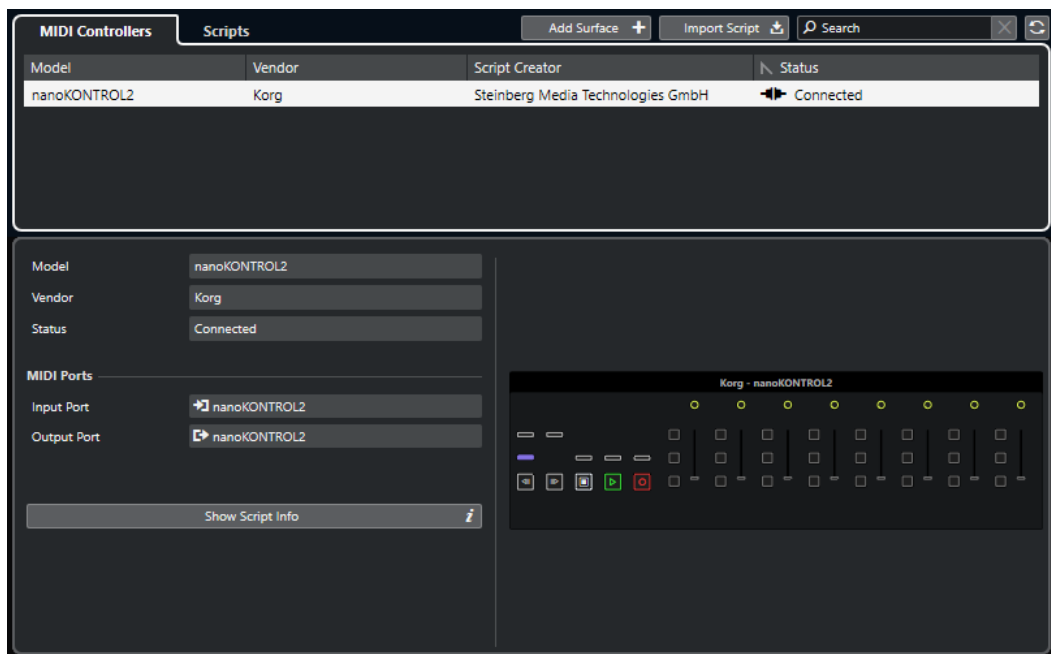 MIDI Controllers
Scripts
Add Surface
Import Script
Search
Model Vendor Script Creator Status
nanoKONTROL2 Korg Steinberg Media Technologies GmbH Connected
Model nanoKONTROL2
Vendor Korg
Status Connected
MIDI Ports
Input Port nanoKONTROL2
Output Port nanoKONTROL2
Show Script Info i
Korg - nanoKONTROL2